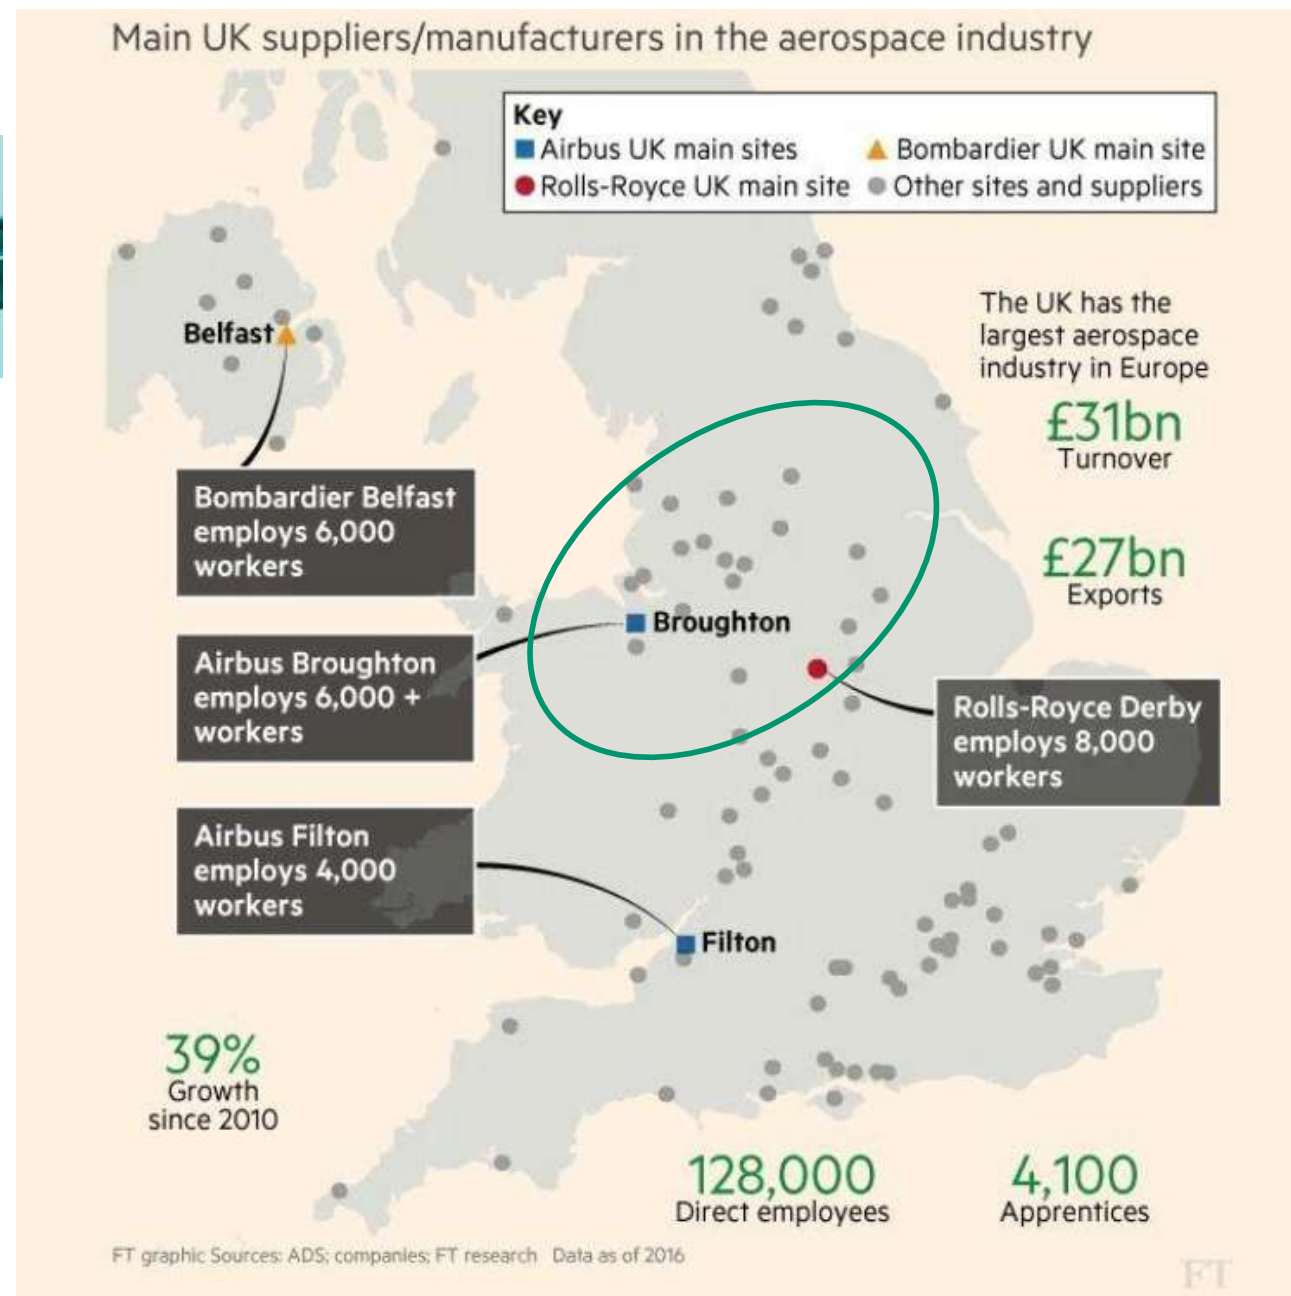 Main UK suppliers/manufacturers in the aerospace industry
Key
Airbus UK main sites
Bombardier UK main site
Rolls-Royce UK main site
Other sites and suppliers
The UK has the
largest aerospace
industry in Europe
£31bn
Turnover
£27bn
Exports
Belfast
Bombardier Belfast
employs 6,000
workers
Broughton
Airbus Broughton
employs 6,000 +
workers
Rolls-Royce Derby
employs 8,000
workers
Airbus Filton
employs 4,000
workers
Filton
39%
Growth
since 2010
128,000
Direct employees
4,100
Apprentices
FT graphic Sources: ADS; companies; FT research Data as of 2016
FT